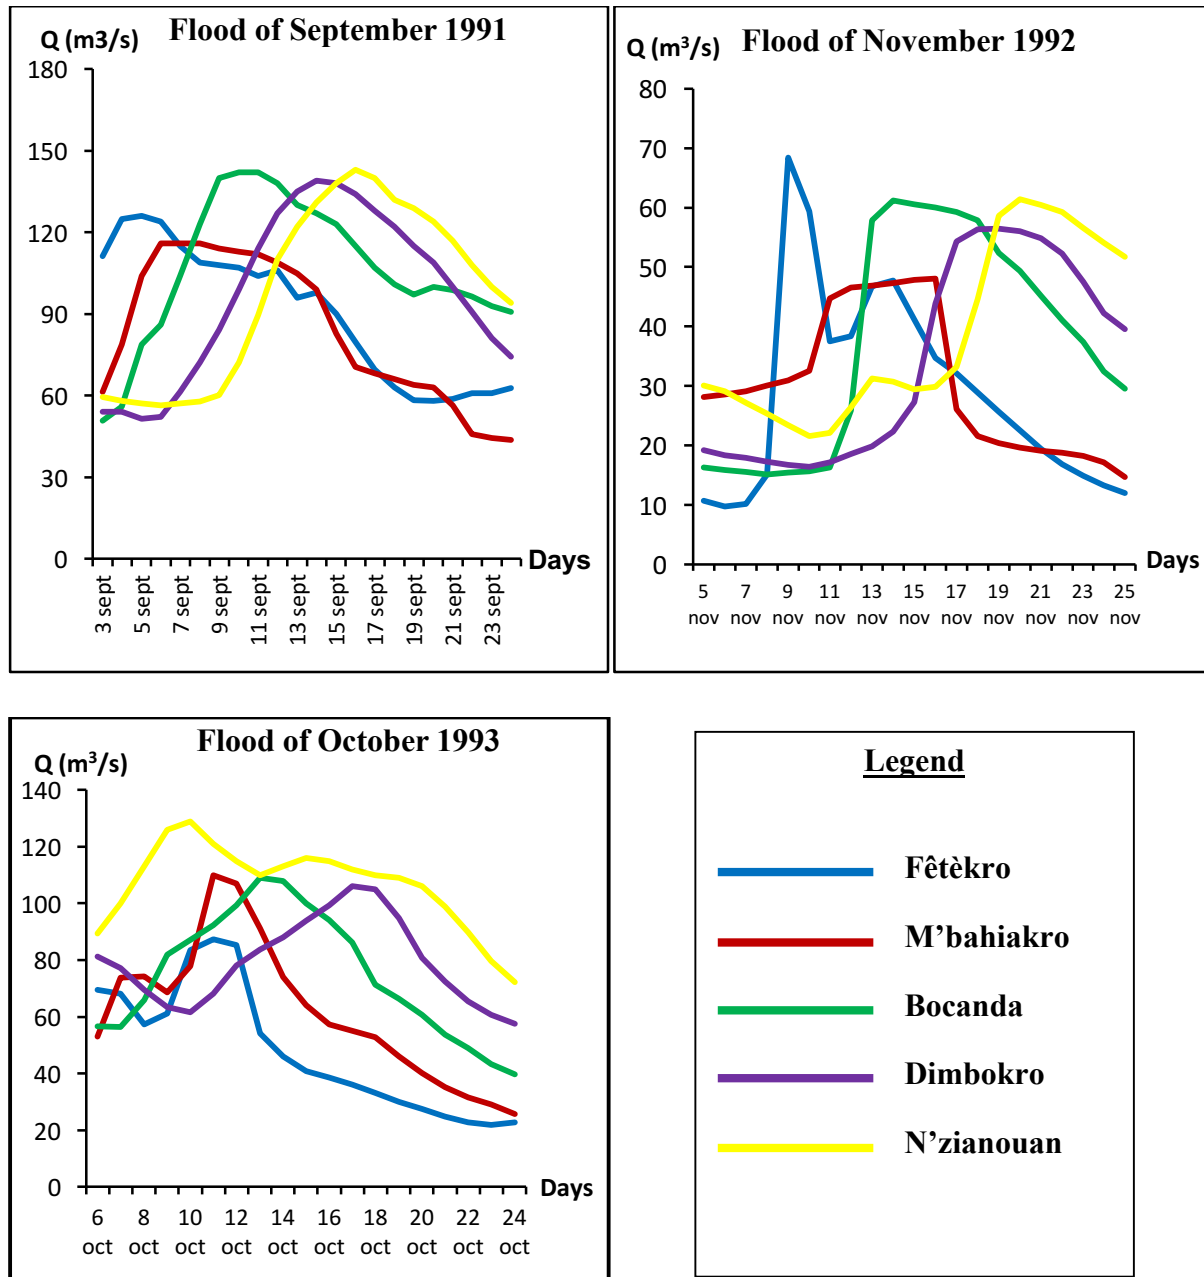 Flood of September 1991
Q (m3/s)
180
150
120
90
60
30
0
Days
3 sept
5 sept
7 sept
9 sept
11 sept
13 sept
15 sept
17 sept
19 sept
21 sept
23 sept
Flood of November 1992
Q (m³/s)
80
70
60
50
40
30
20
10
0
Days
5 7 9 11 13 15 17 19 21 23 25
nov nov nov nov nov nov nov nov nov nov nov
Flood of October 1993
Q (m³/s)
140
120
100
80
60
40
20
0
Days
6 8 10 12 14 16 18 20 22 24
oct oct oct oct oct oct oct oct oct oct
Legend
Fêtèkro
M’bahiakro
Bocanda
Dimbokro
N’zianouan